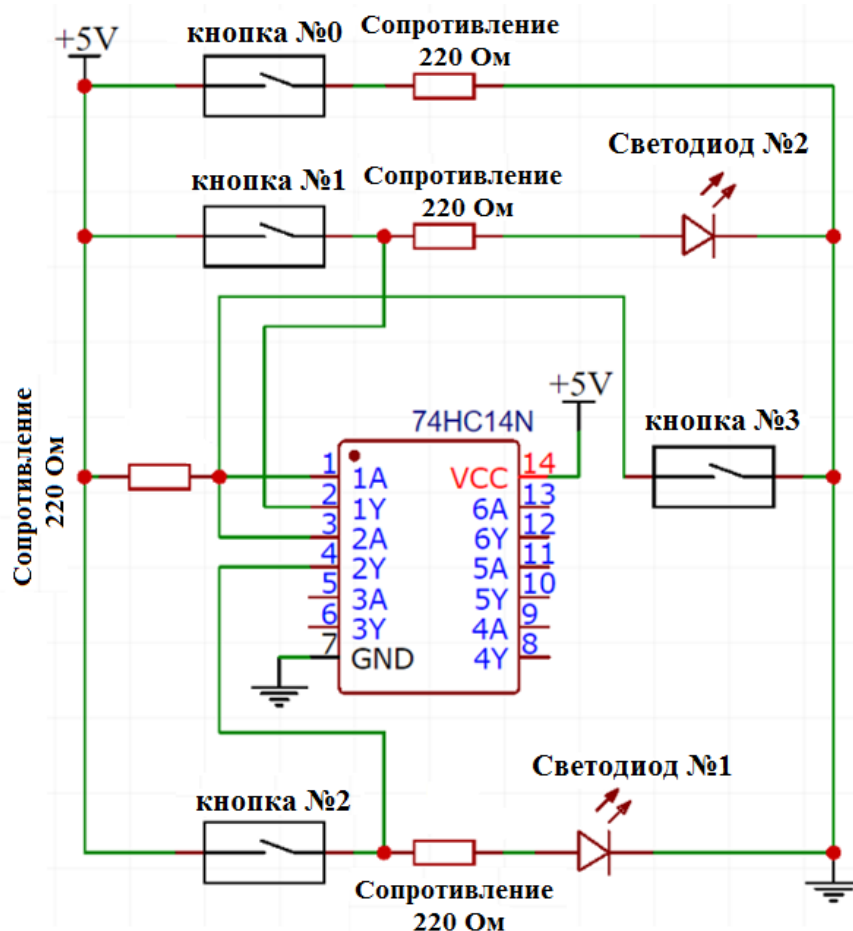 +5V
кнопка №0
Сопротивление
220 Ом
Светодиод №2
кнопка №1
Сопротивление
220 Ом
+5V
74HC14N
кнопка №3
Сопротивление
220 Ом
1 1A
2 1Y
3 2A
4 2Y
5 3A
6 3Y
7 GND
VCC 14
6A 13
6Y 12
5A 11
5Y 10
4A 9
4Y 8
Светодиод №1
кнопка №2
Сопротивление
220 Ом